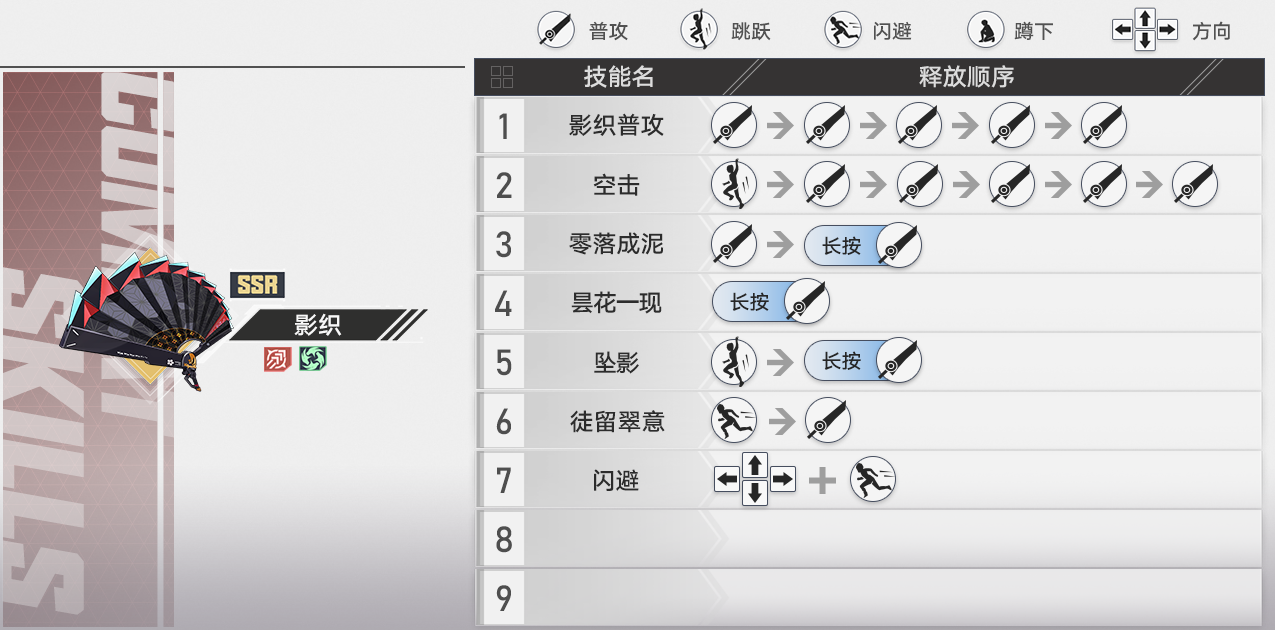 普攻 跳跃 闪避 蹲下 方向
技能名 释放顺序
1 影织普攻
2 空击
3 零落成泥 长按
4 昙花一现 长按
5 坠影 长按
6 徒留翠意
7 闪避
8
9
SSR
影织
COMBAT
SKILLS